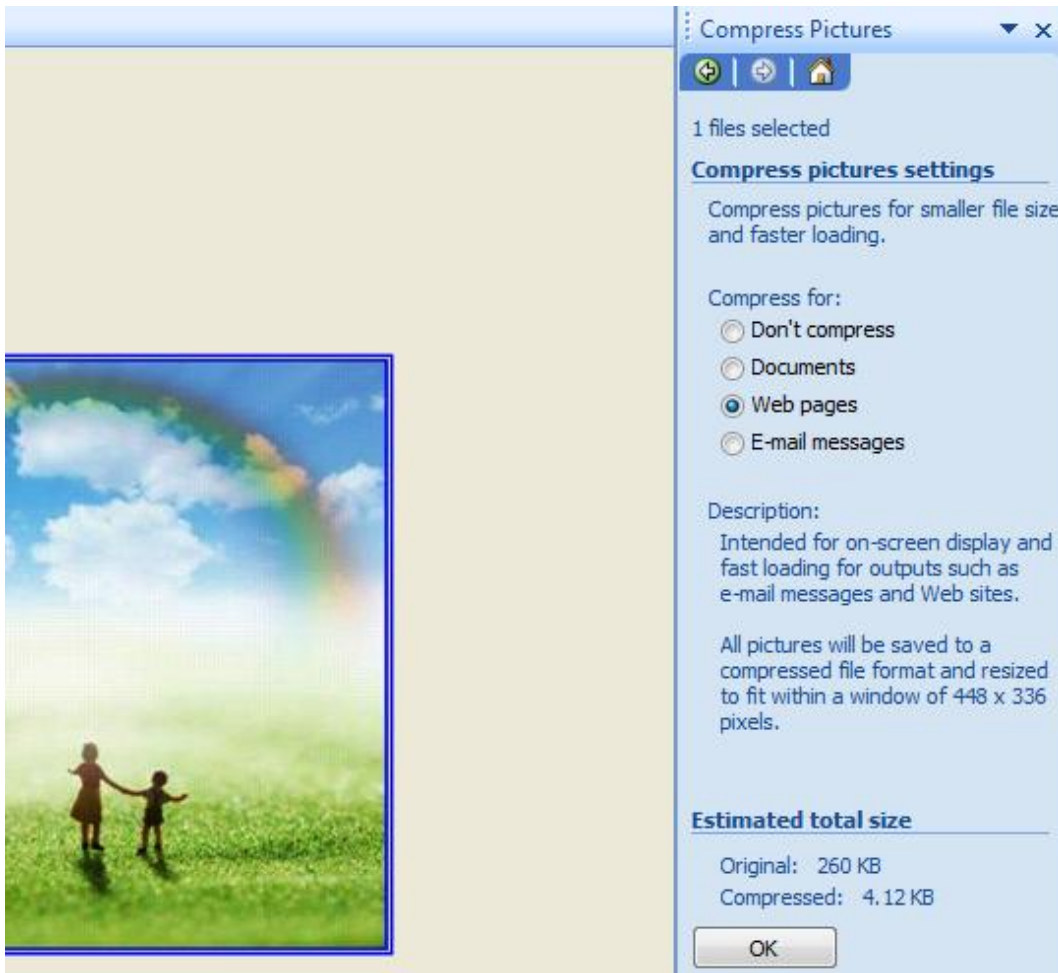 Compress Pictures
1 files selected
Compress pictures settings
Compress pictures for smaller file size
and faster loading.
Compress for:
Don't compress
Documents
Web pages
E-mail messages
Description:
Intended for on-screen display and
fast loading for outputs such as
e-mail messages and Web sites.
All pictures will be saved to a
compressed file format and resized
to fit within a window of 448 x 336
pixels.
Estimated total size
Original: 260 KB
Compressed: 4.12 KB
OK